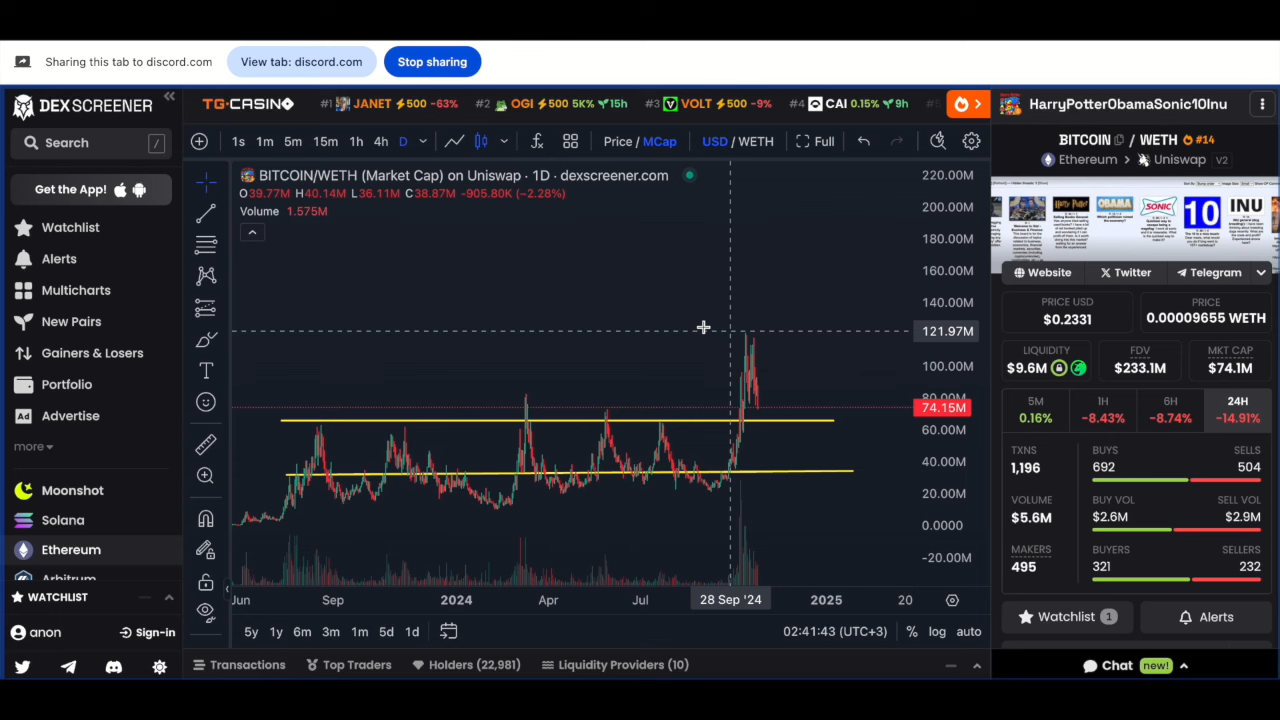 Sharing this tab to discord.com
View tab: discord.com
Stop sharing
DEX SCREENER
Search
/
Get the App!
Watchlist
Alerts
Multicharts
New Pairs
Gainers & Losers
Portfolio
Ad Advertise
more
Moonshot
Solana
Ethereum
Arbitrum
WATCHLIST
anon
Sign-in
TG.CASINO
#1 JANET 500 -63%
#2 OGI 500 5K% 15h
#3 VOLT 500 -9%
#4 CAI 0.15% 9h
1s 1m 5m 15m 1h 4h D
Price / MCap
USD / WETH
Full
BITCOIN/WETH (Market Cap) on Uniswap · 1D · dexscreener.com
O39.77M H40.14M L36.11M C38.87M -905.80K (-2.28%)
Volume 1.575M
220.00M
200.00M
180.00M
160.00M
140.00M
121.97M
100.00M
80.00M
74.15M
60.00M
40.00M
20.00M
0.0000
-20.00M
Jun Sep 2024 Apr Jul 28 Sep '24 2025 20
5y 1y 6m 3m 1m 5d 1d
02:41:43 (UTC+3)
% log auto
Transactions
Top Traders
Holders (22,981)
Liquidity Providers (10)
HarryPotterObamaSonic10Inu
BITCOIN / WETH #14
Ethereum > Uniswap V2
Harry Potter
OBAMA
SONIC
10
INU
Website
Twitter
Telegram
PRICE USD
$0.2331
PRICE
0.00009655 WETH
LIQUIDITY
$9.6M
FDV
$233.1M
MKT CAP
$74.1M
5M
0.16%
1H
-8.43%
6H
-8.74%
24H
-14.91%
TXNS
1,196
BUYS
692
SELLS
504
VOLUME
$5.6M
BUY VOL
$2.6M
SELL VOL
$2.9M
MAKERS
495
BUYERS
321
SELLERS
232
Watchlist 1
Alerts
Chat new!